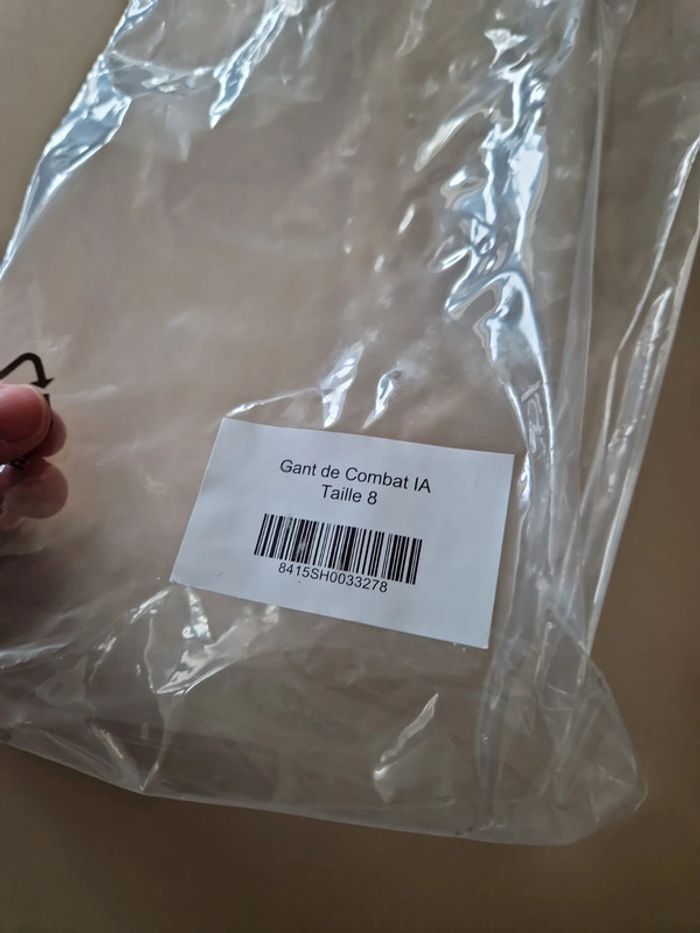 Gant de Combat IA
Taille 8
8415SH0033278